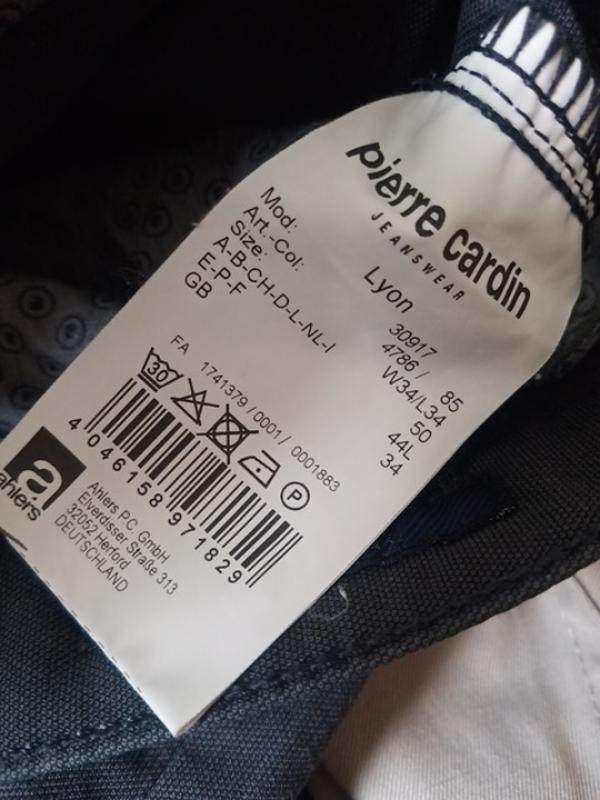 pierre cardin
JEANSWEAR
Mod: Lyon 30917
Art.-Col: 4786 / 85
Size: W34/L34
A-B-CH-D-L-NL-I 50
E-P-F 44L
GB 34
FA 1741379 / 0001 / 0001883
30 P
4 046158 971829
a
ahlers
Ahlers P.C. GmbH
Elverdisser Straße 313
32052 Herford
DEUTSCHLAND